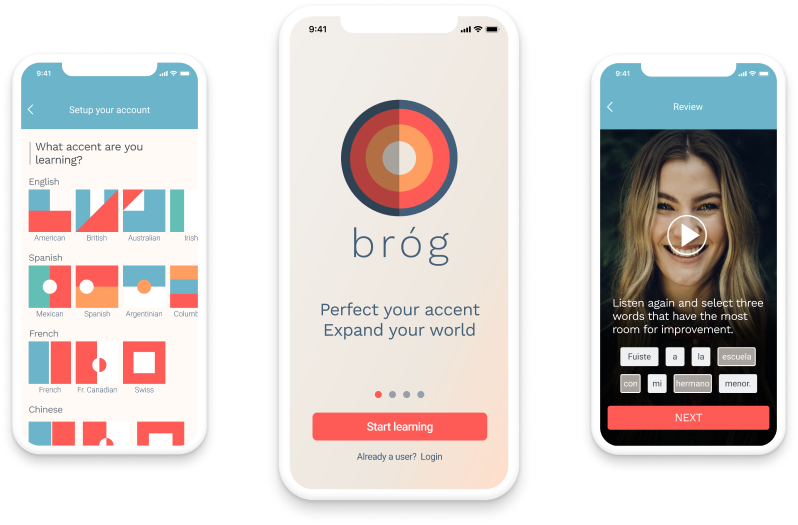 9:41
Setup your account
What accent are you
learning?
English
American British Australian Irish
Spanish
Mexican Spanish Argentinian Columb
French
French Fr. Canadian Swiss
Chinese
9:41
bróg
Perfect your accent
Expand your world
Start learning
Already a user? Login
9:41
Review
Listen again and select three
words that have the most
room for improvement.
Fuiste a la escuela
con mi hermano menor.
NEXT